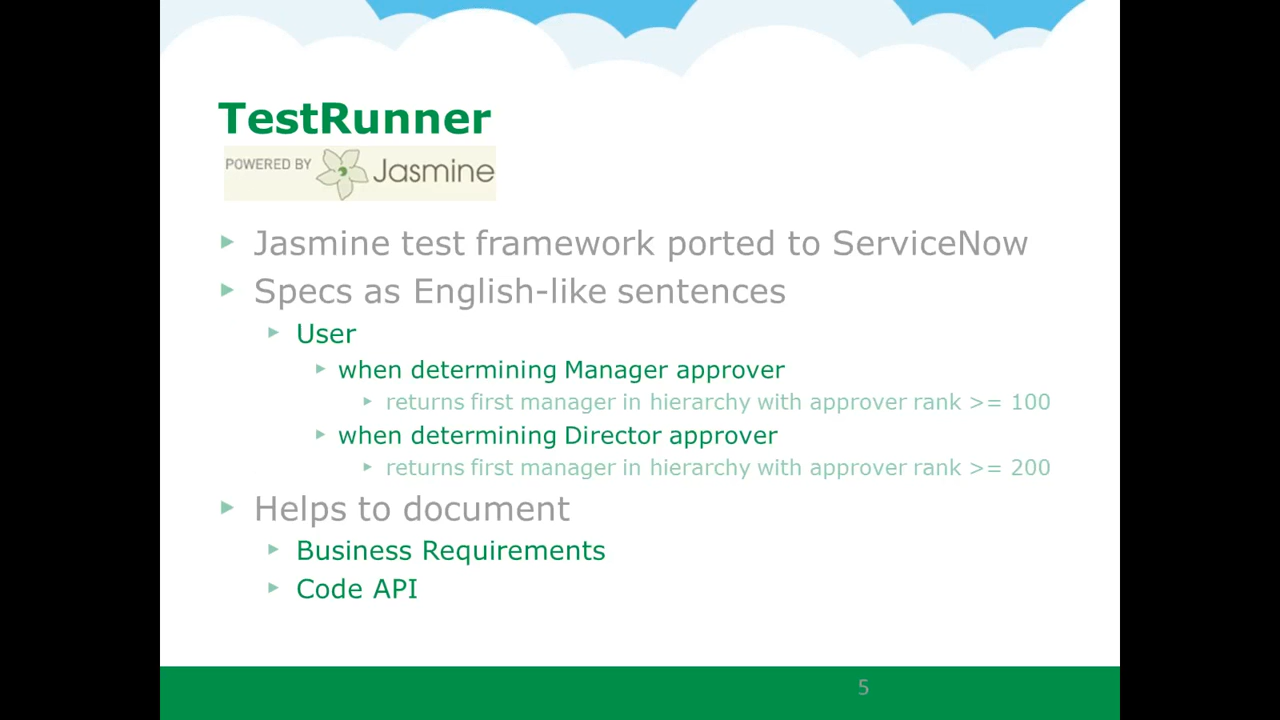 TestRunner
POWERED BY Jasmine
Jasmine test framework ported to ServiceNow
Specs as English-like sentences
User
when determining Manager approver
returns first manager in hierarchy with approver rank >= 100
when determining Director approver
returns first manager in hierarchy with approver rank >= 200
Helps to document
Business Requirements
Code API
5